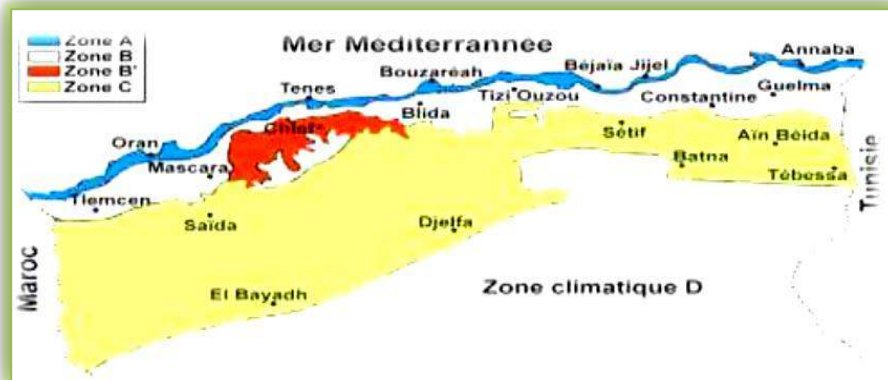 Zone A
Zone B
Zone B'
Zone C
Mer Méditerrannée
Annaba
Bouzaréah
Béjaïa Jijel
Tenes
Tizi Ouzou
Guelma
Constantine
Blida
Chlef
Oran
Sétif
Aïn Béida
Mascara
Batna
Tébessa
Tlemcen
Tunisie
Saïda
Djelfa
Maroc
El Bayadh
Zone climatique D